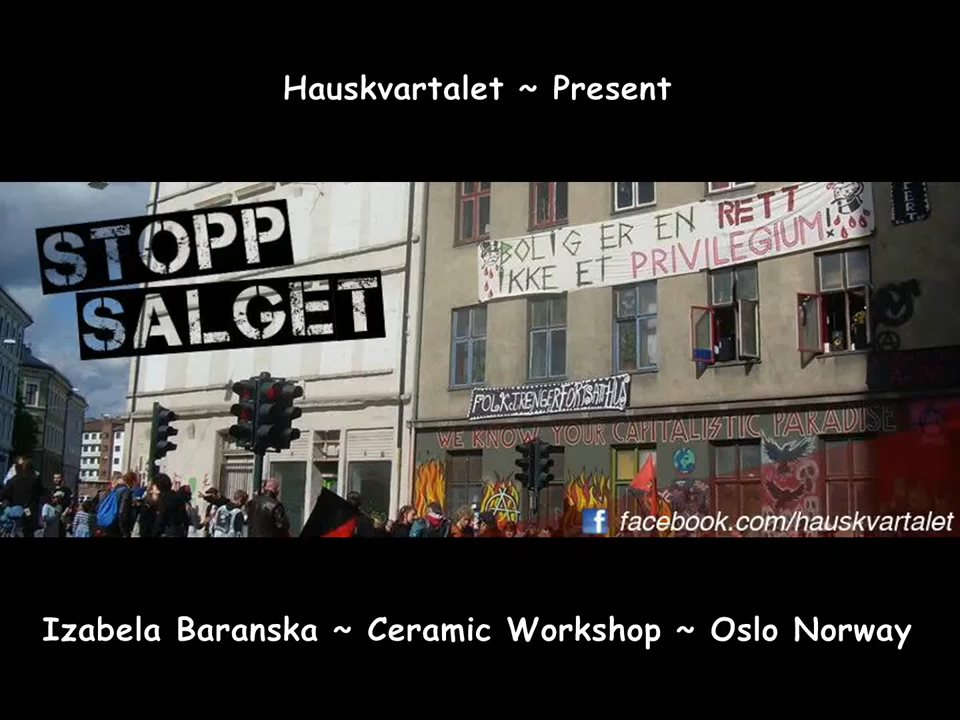 Hauskvartalet ~ Present
STOPP
SALGET
BOLIG ER EN RETT
IKKE ET PRIVILEGIUM!
FOLK TRENGER FORTSATT HUS
WE KNOW YOUR CAPITALISTIC PARADISE
facebook.com/hauskvartalet
Izabela Baranska ~ Ceramic Workshop ~ Oslo Norway